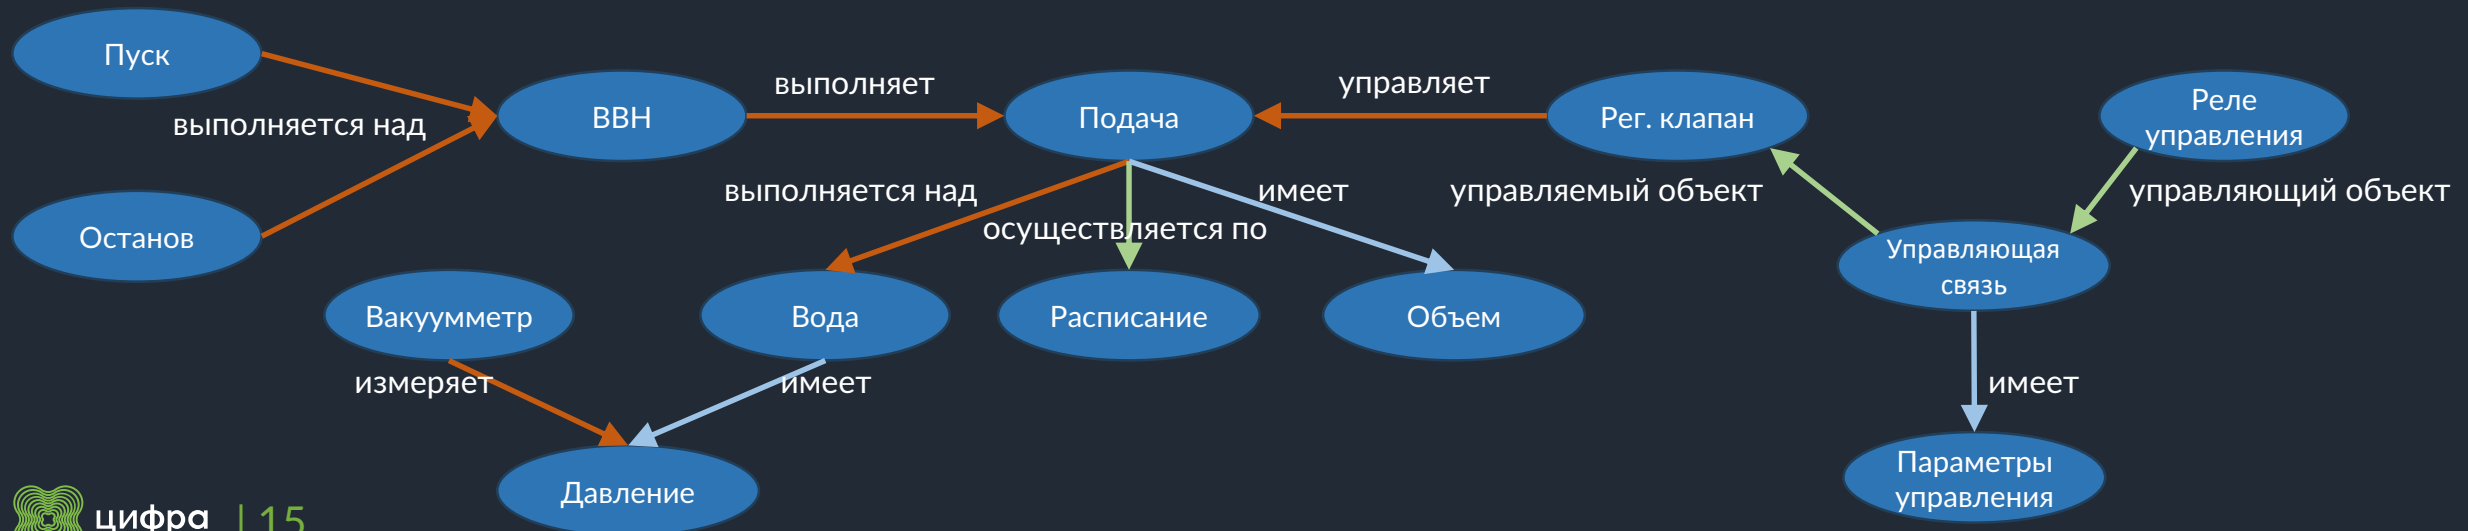 Пуск
выполняется над
Останов
ВВН
выполняет
Подача
управляет
Рег. клапан
Реле
управления
выполняется над
осуществляется по
имеет
управляемый объект
управляющий объект
Управляющая
связь
Вакуумметр
Вода
Расписание
Объем
измеряет
имеет
имеет
Давление
Параметры
управления
цифра | 15